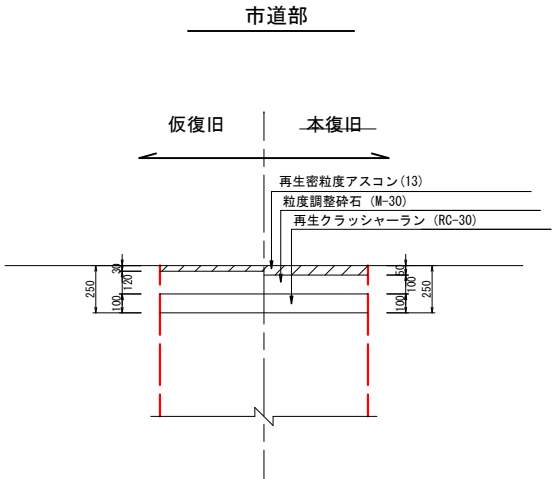 市道部
仮復旧
本復旧
再生密粒度アスコン(13)
粒度調整砕石 (M-30)
再生クラッシャーラン (RC-30)
30
120
100
250
50
100
100
250